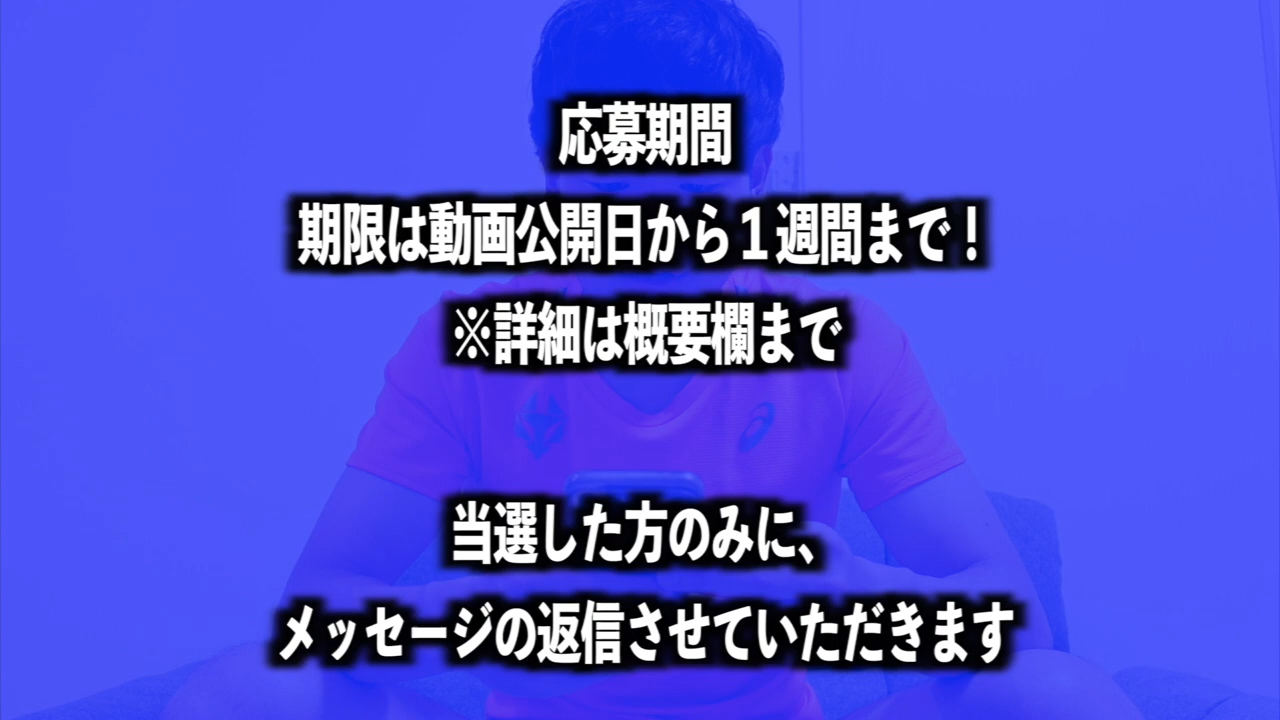 応募期間
期限は動画公開日から１週間まで！
※詳細は概要欄まで
当選した方のみに、
メッセージの返信させていただきます